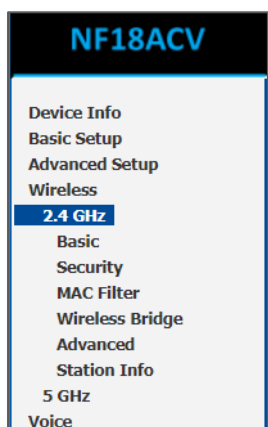 NF18ACV
Device Info
Basic Setup
Advanced Setup
Wireless
2.4 GHz
Basic
Security
MAC Filter
Wireless Bridge
Advanced
Station Info
5 GHz
Voice